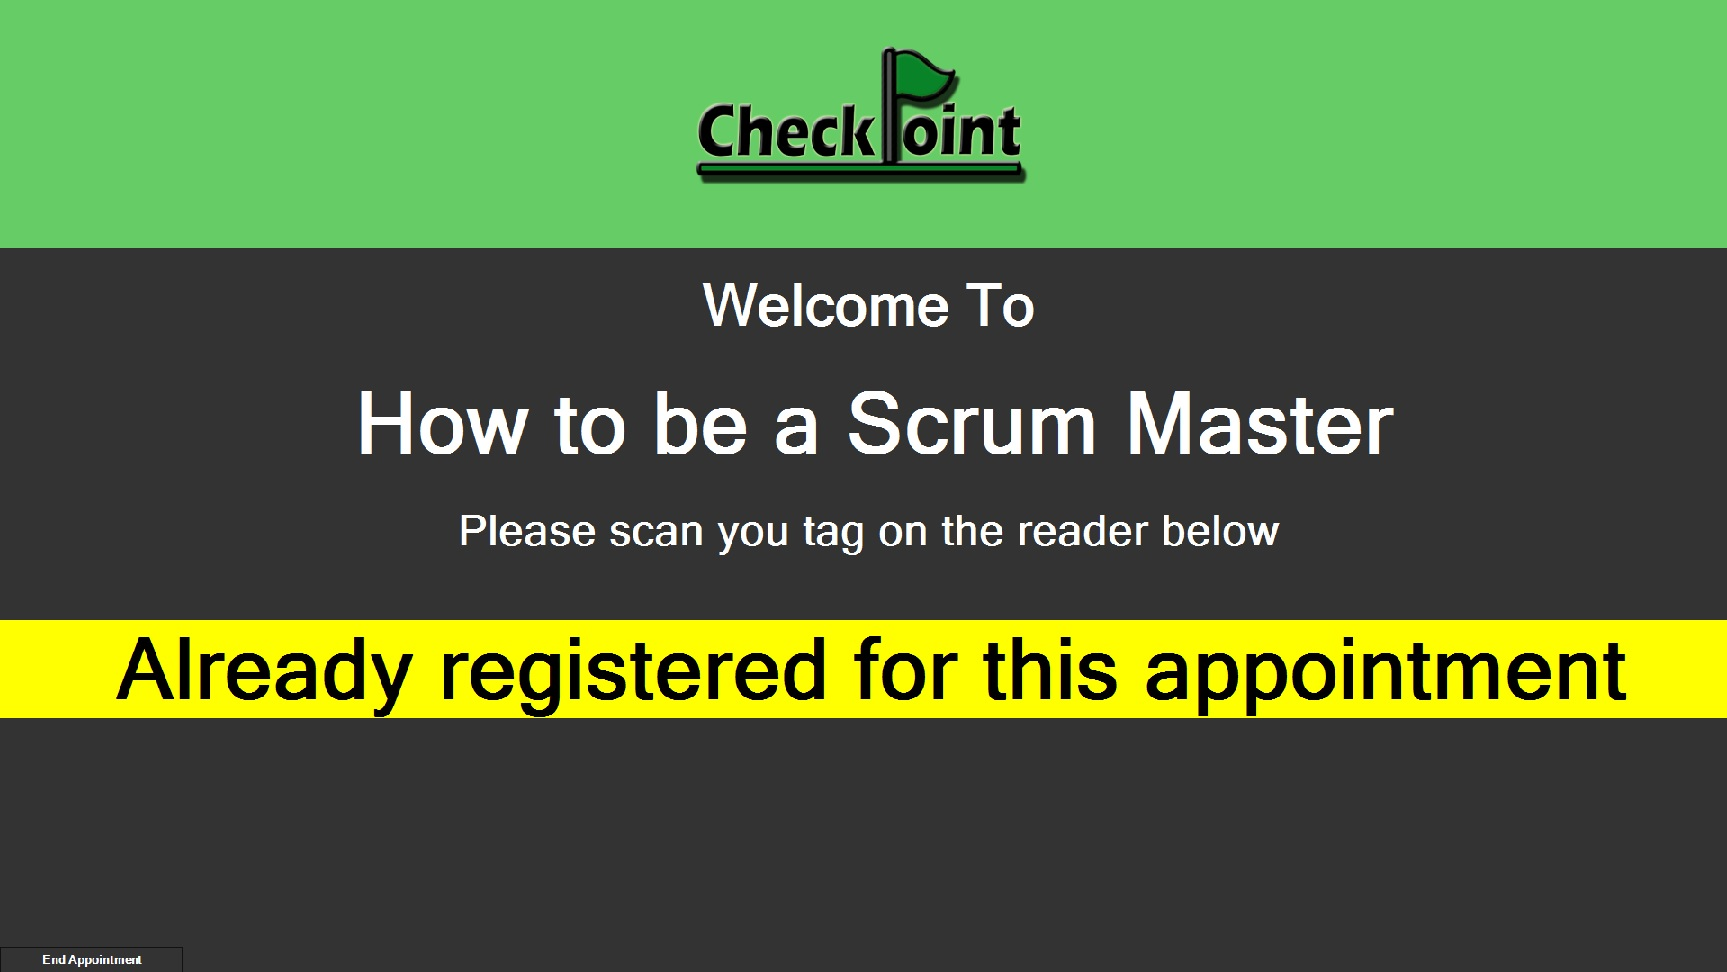 CheckPoint
Welcome To
How to be a Scrum Master
Please scan you tag on the reader below
Already registered for this appointment
End Appointment